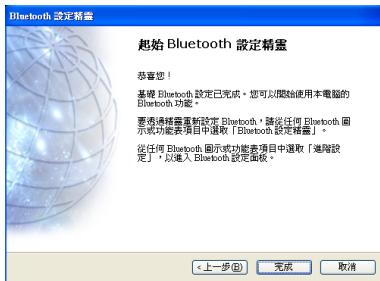 Bluetooth 設定精靈
起始 Bluetooth 設定精靈
恭喜您！
基礎 Bluetooth 設定已完成。您可以開始使用本電腦的
Bluetooth 功能。
要透過精靈重新設定 Bluetooth，請從任何 Bluetooth 圖
示或功能表項目中選取「Bluetooth 設定精靈」。
從任何 Bluetooth 圖示或功能表項目中選取「進階設
定」，以進入 Bluetooth 設定面板。
<上一步(B)
完成
取消